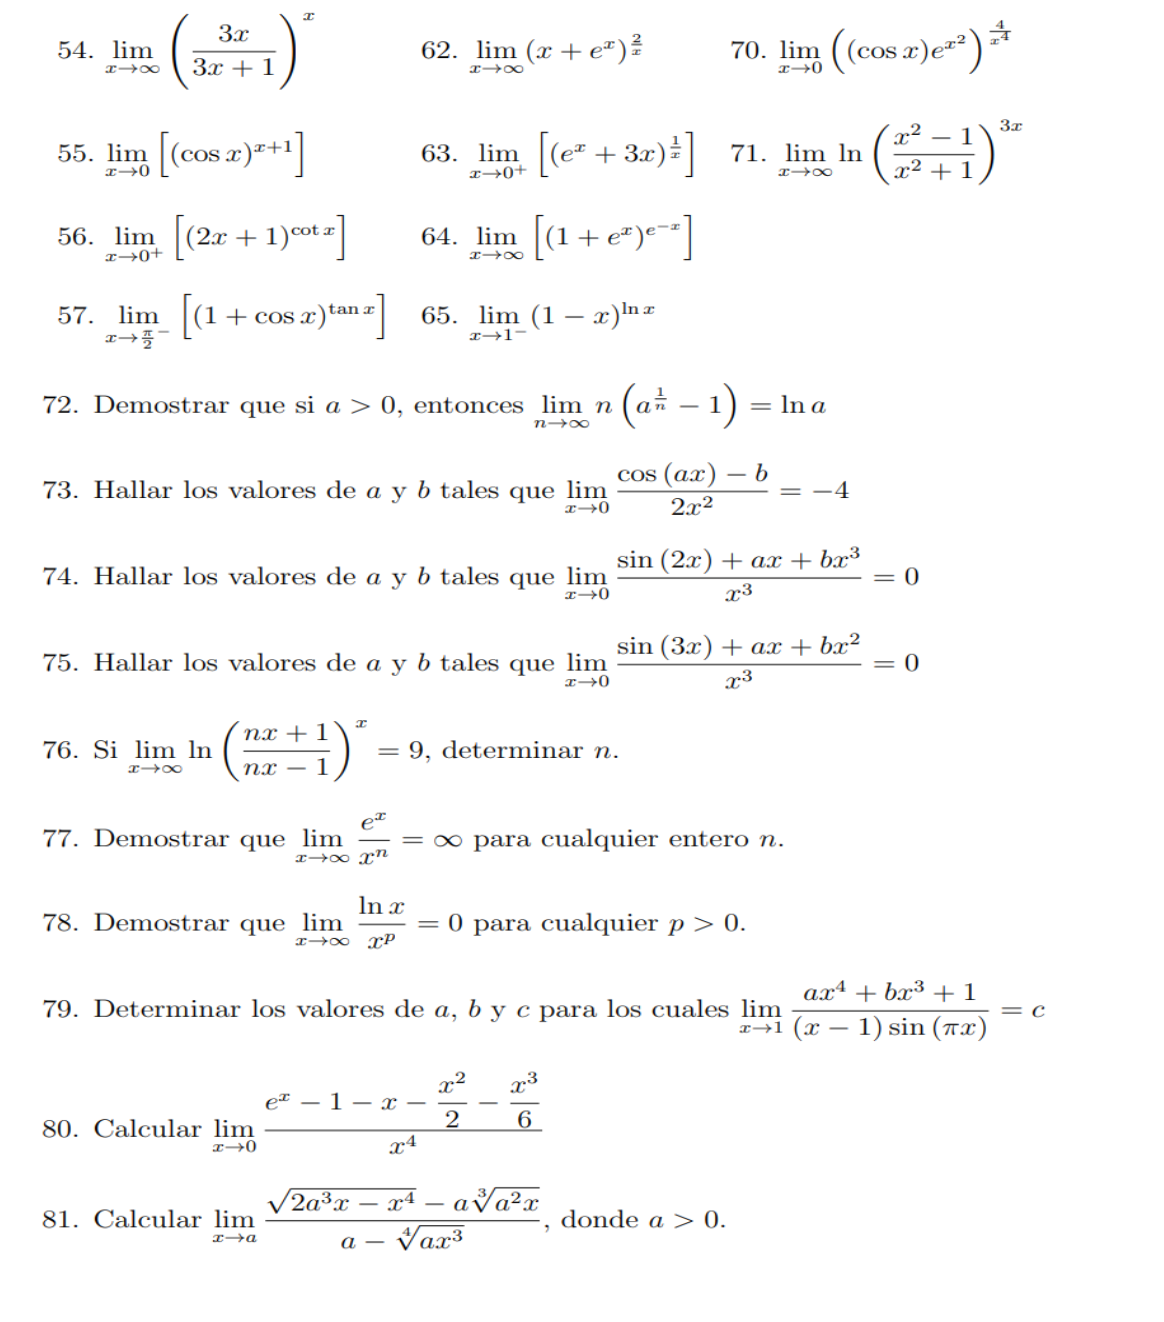 54. $\lim_{x \to \infty} \left( \frac{3x}{3x+1} \right)^x$ 62. $\lim_{x \to \infty} (x + e^x)^{\frac{2}{x}}$ 70. $\lim_{x \to 0} \left( (\cos x) e^{x^2} \right)^{\frac{4}{x^4}}$
55. $\lim_{x \to 0} \left[ (\cos x)^{x+1} \right]$ 63. $\lim_{x \to 0^+} \left[ (e^x + 3x)^{\frac{1}{x}} \right]$ 71. $\lim_{x \to \infty} \ln \left( \frac{x^2 - 1}{x^2 + 1} \right)^{3x}$
56. $\lim_{x \to 0^+} \left[ (2x + 1)^{\cot x} \right]$ 64. $\lim_{x \to \infty} \left[ (1 + e^x)^{e^{-x}} \right]$
57. $\lim_{x \to \frac{\pi}{2}^-} \left[ (1 + \cos x)^{\tan x} \right]$ 65. $\lim_{x \to 1^-} (1 - x)^{\ln x}$
72. Demostrar que si $a > 0$, entonces $\lim_{n \to \infty} n \left( a^{\frac{1}{n}} - 1 \right) = \ln a$
73. Hallar los valores de $a$ y $b$ tales que $\lim_{x \to 0} \frac{\cos(ax) - b}{2x^2} = -4$
74. Hallar los valores de $a$ y $b$ tales que $\lim_{x \to 0} \frac{\sin(2x) + ax + bx^3}{x^3} = 0$
75. Hallar los valores de $a$ y $b$ tales que $\lim_{x \to 0} \frac{\sin(3x) + ax + bx^2}{x^3} = 0$
76. Si $\lim_{x \to \infty} \ln \left( \frac{nx + 1}{nx - 1} \right)^x = 9$, determinar $n$.
77. Demostrar que $\lim_{x \to \infty} \frac{e^x}{x^n} = \infty$ para cualquier entero $n$.
78. Demostrar que $\lim_{x \to \infty} \frac{\ln x}{x^p} = 0$ para cualquier $p > 0$.
79. Determinar los valores de $a$, $b$ y $c$ para los cuales $\lim_{x \to 1} \frac{ax^4 + bx^3 + 1}{(x - 1) \sin(\pi x)} = c$
80. Calcular $\lim_{x \to 0} \frac{e^x - 1 - x - \frac{x^2}{2} - \frac{x^3}{6}}{x^4}$
81. Calcular $\lim_{x \to a} \frac{\sqrt{2a^3x - x^4} - a\sqrt[3]{a^2x}}{a - \sqrt[4]{ax^3}}$, donde $a > 0$.